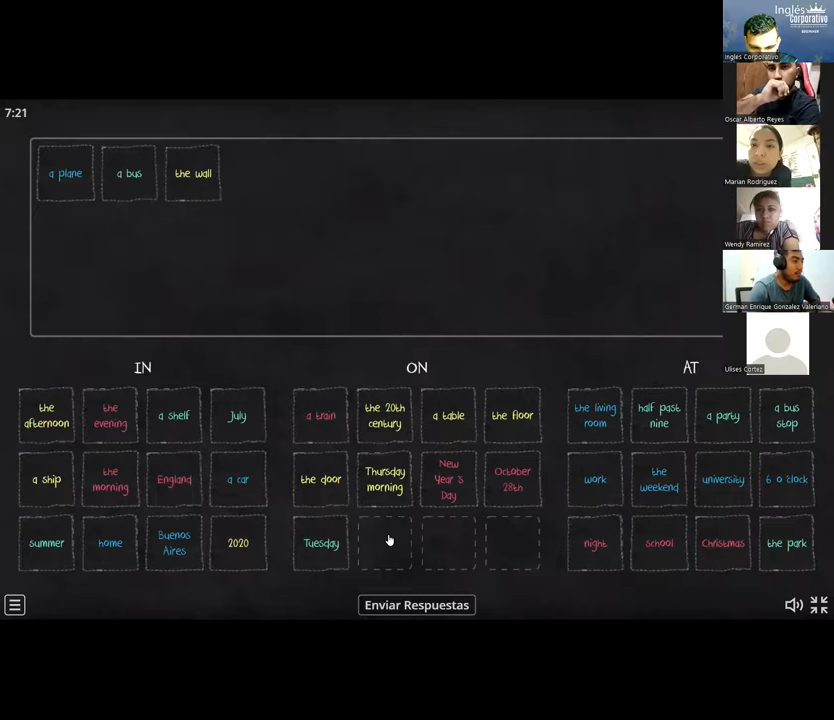 Inglés
Corporativo
BEGINNER
Ingles Corporativo
Oscar Alberto Reyes
Marian Rodriguez
Wendy Ramirez
German Enrique Gonzalez Valeriano
Ulises Cortez
7:21
a plane
a bus
the wall
IN
ON
AT
the
afternoon
the
evening
a shelf
July
a ship
the
morning
England
a car
summer
home
Buenos
Aires
2020
a train
the 20th
century
a table
the floor
the door
Thursday
morning
New
Year s
Day
October
28th
Tuesday
the living
room
half past
nine
a party
a bus
stop
work
the
weekend
university
6 o clock
night
school
Christmas
the park
Enviar Respuestas